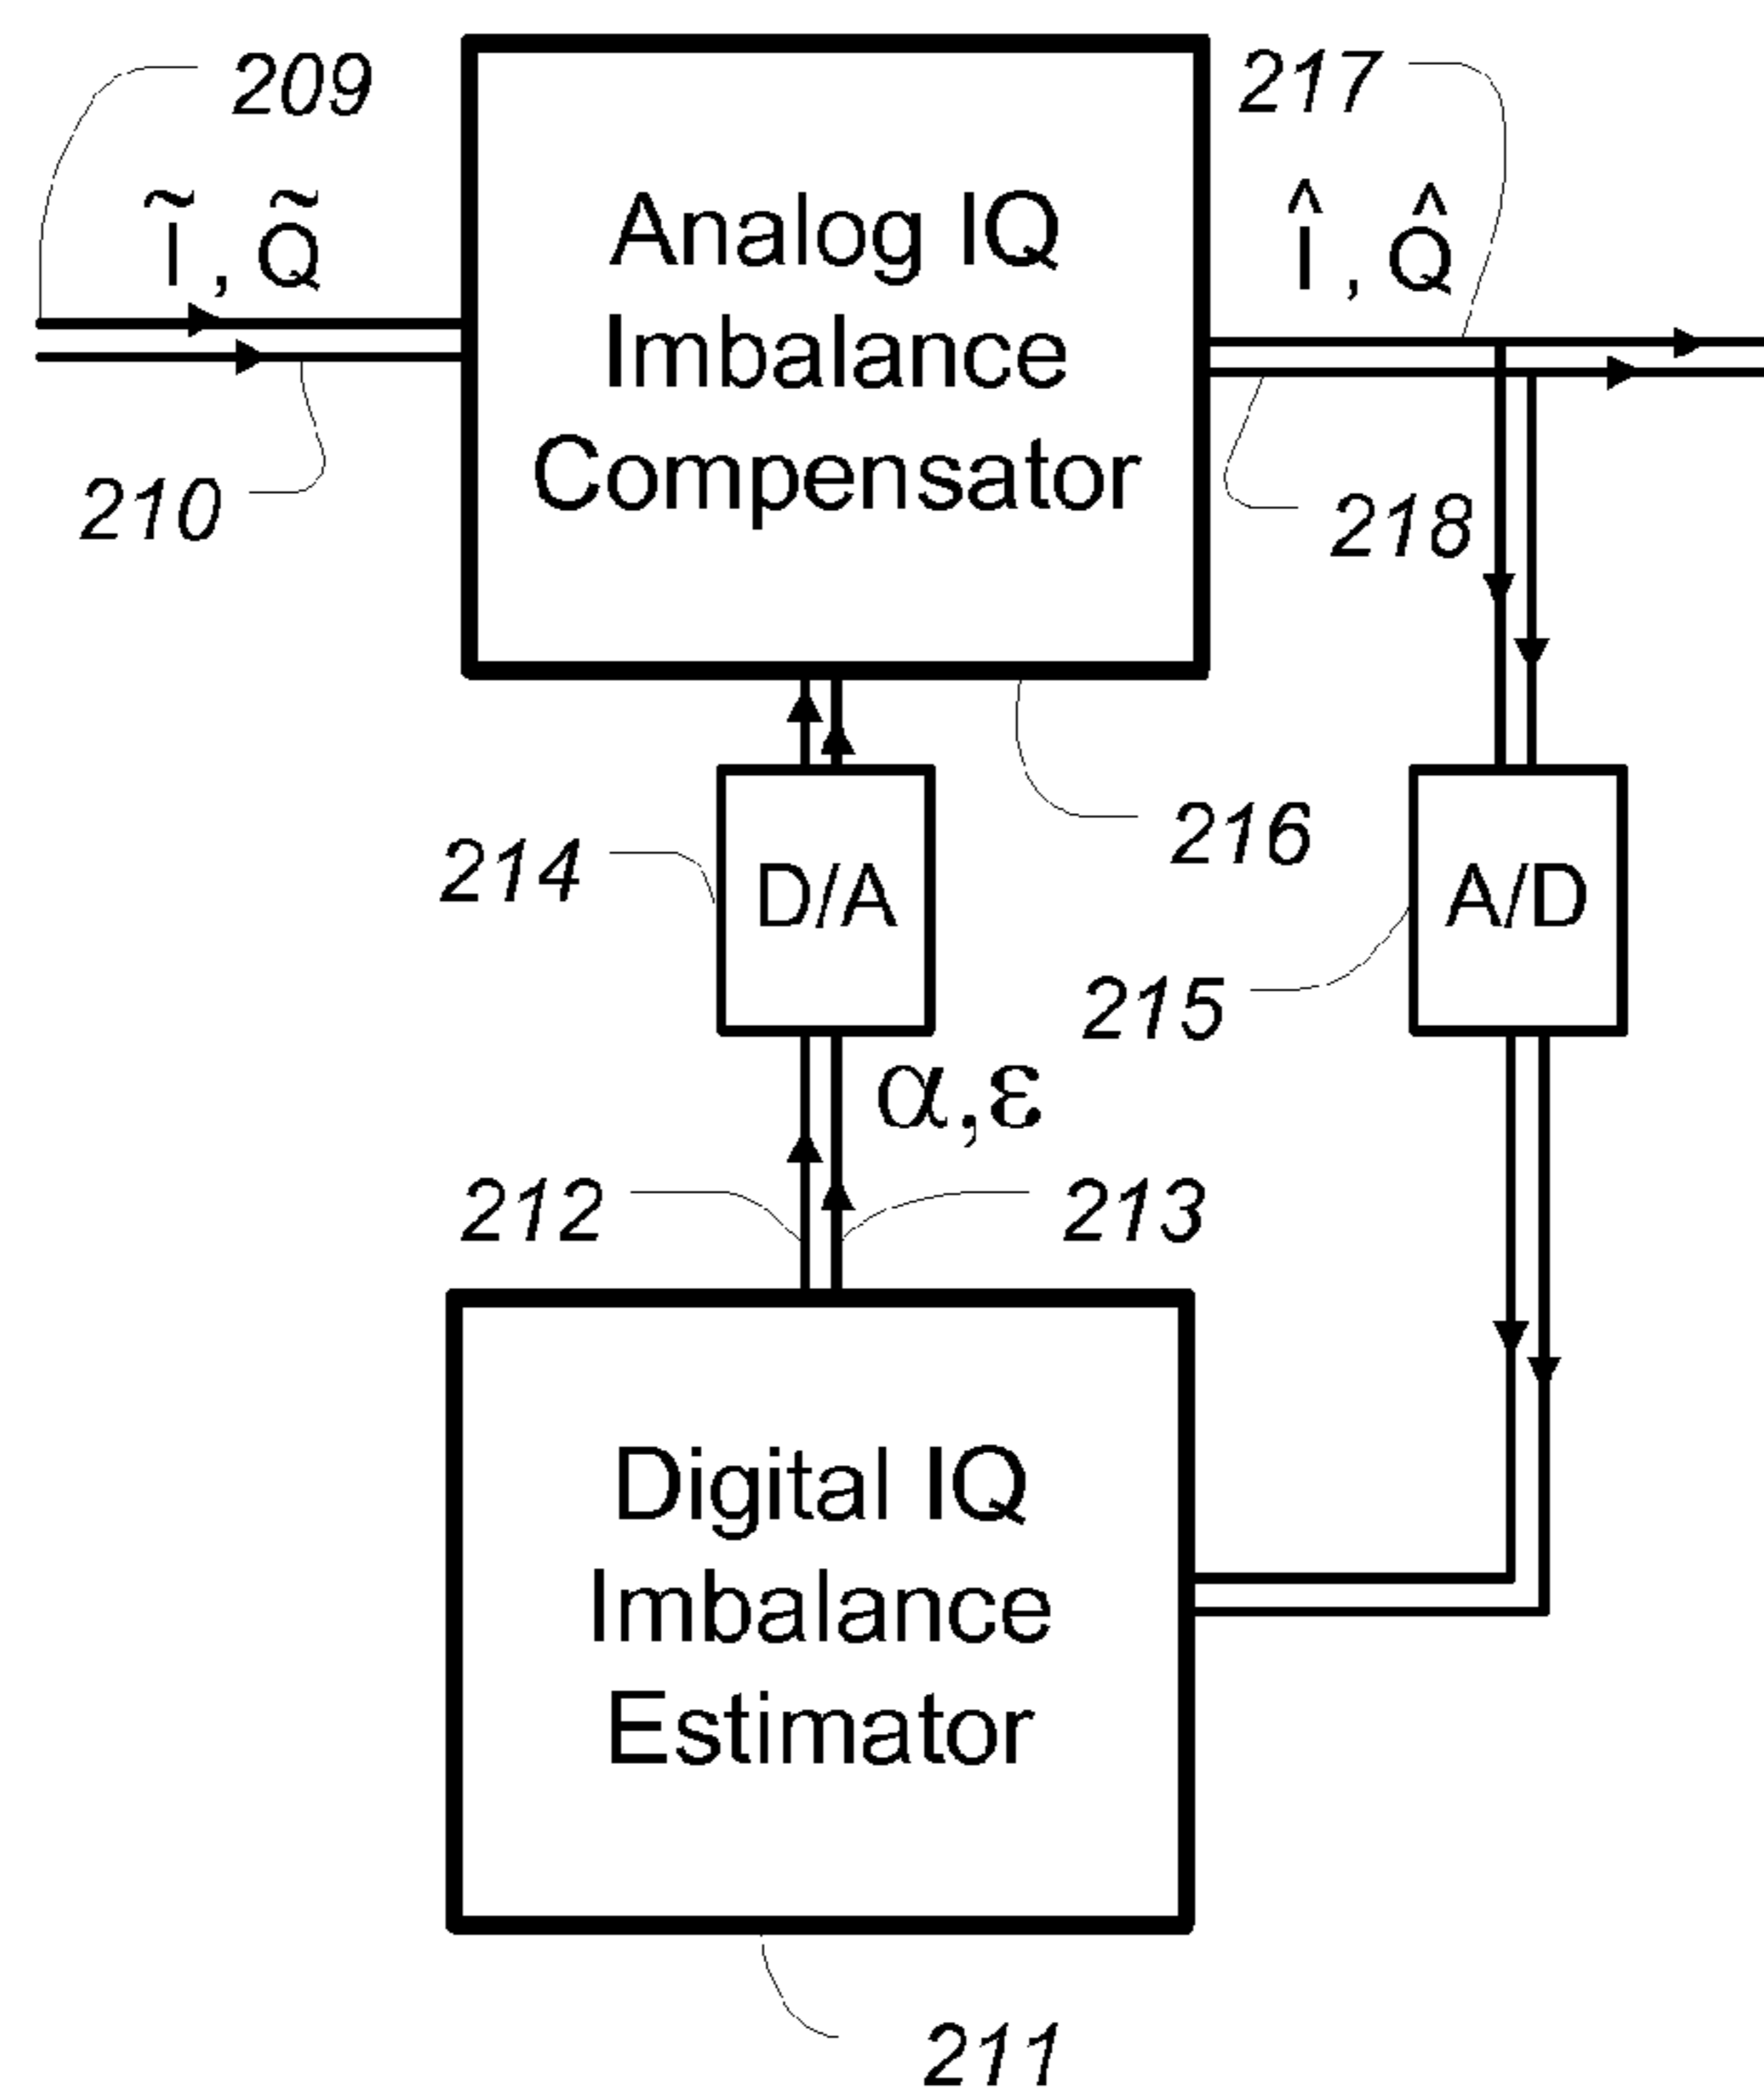 209
217
Ĩ, Q̃
Î, Q̂
Analog IQ
Imbalance
Compensator
210
218
214
D/A
216
A/D
215
α,ε
212
213
Digital IQ
Imbalance
Estimator
211